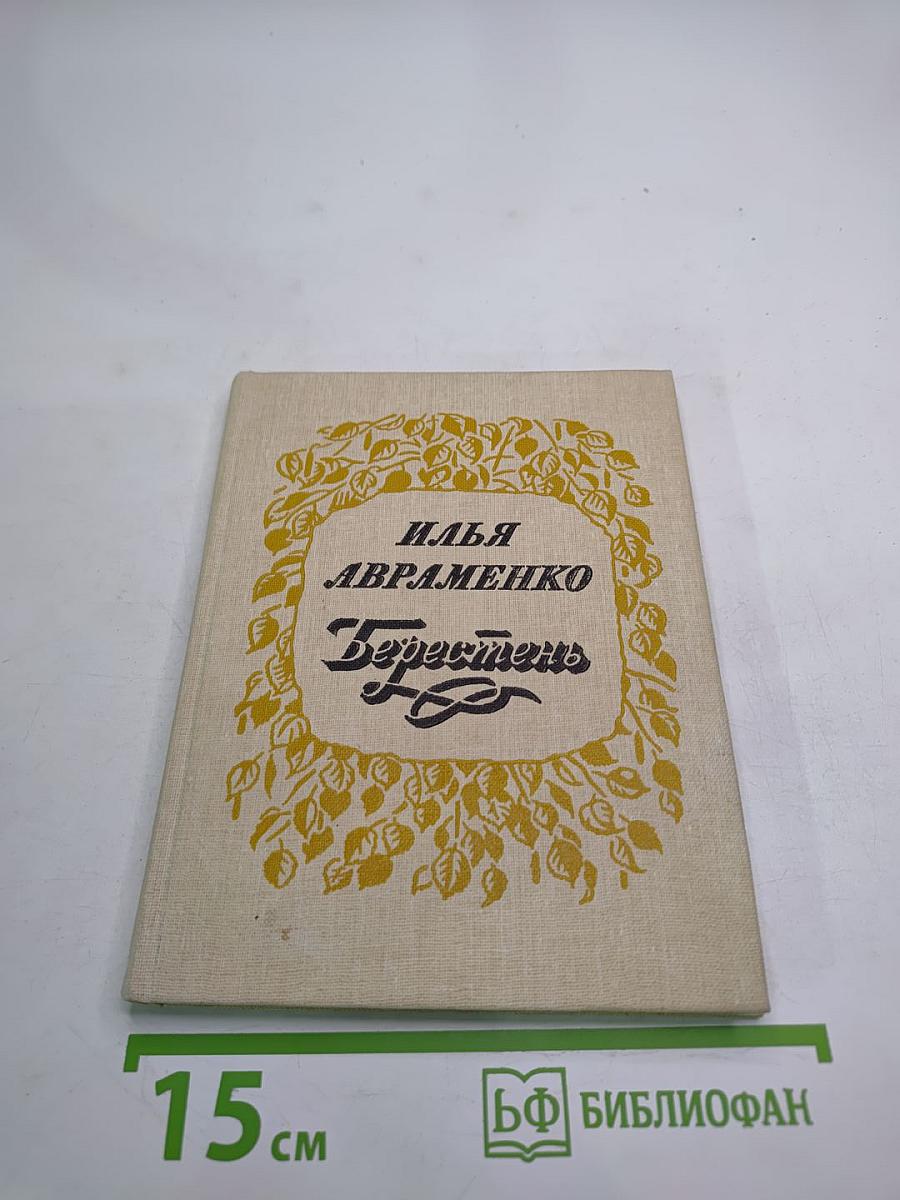 ИЛЬЯ
АВРАМЕНКО
Берестень
15 см
БФ БИБЛИОФАН